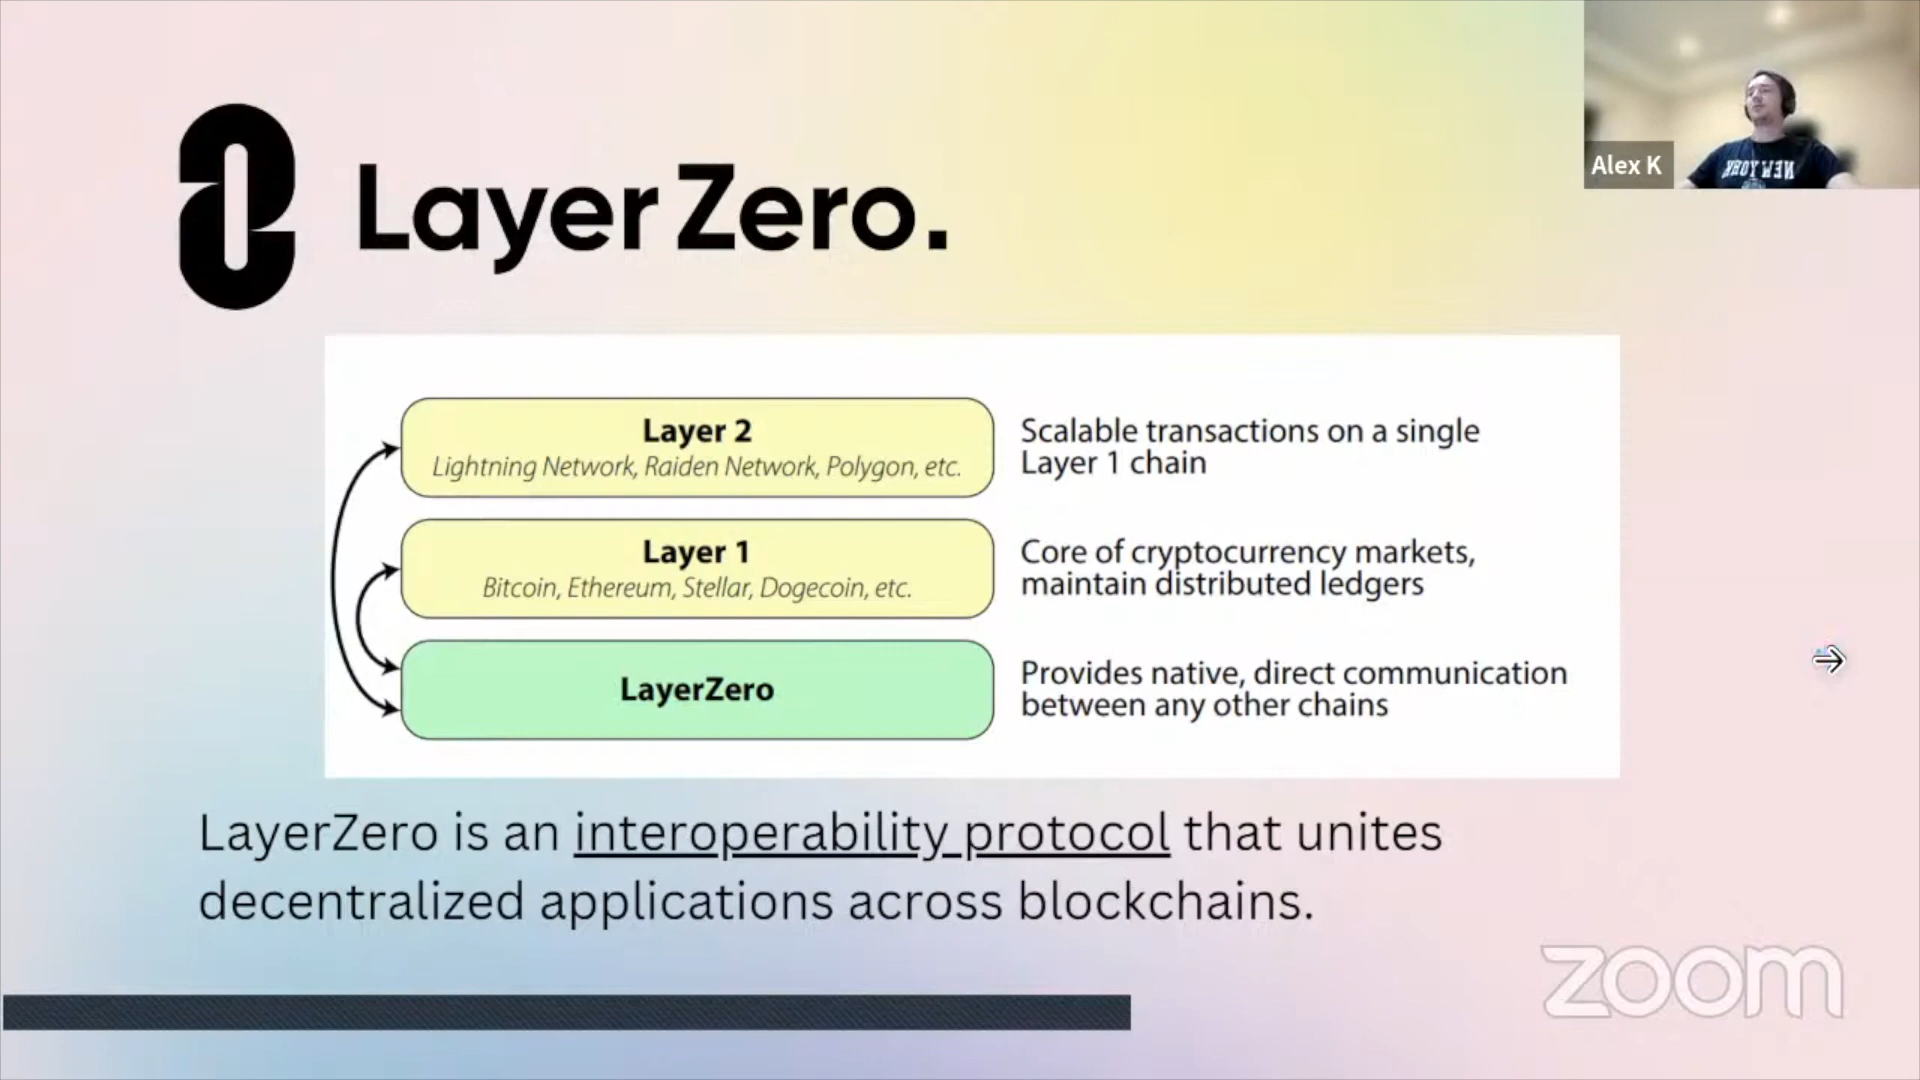 LayerZero.
Alex K
NEW YORK
Layer 2
Lightning Network, Raiden Network, Polygon, etc.
Scalable transactions on a single
Layer 1 chain
Layer 1
Bitcoin, Ethereum, Stellar, Dogecoin, etc.
Core of cryptocurrency markets,
maintain distributed ledgers
LayerZero
Provides native, direct communication
between any other chains
LayerZero is an interoperability protocol that unites
decentralized applications across blockchains.
zoom